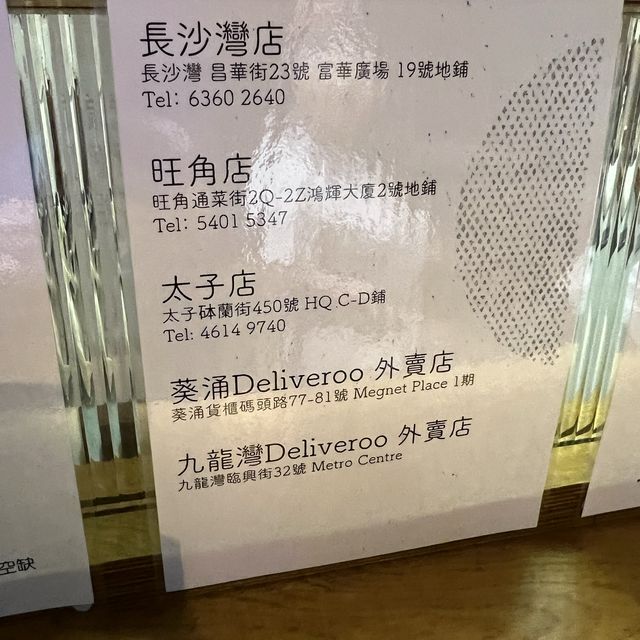 長沙灣店
長沙灣 昌華街23號 富華廣場 19號地鋪
Tel: 6360 2640
旺角店
旺角通菜街2Q-2Z鴻輝大廈2號地鋪
Tel: 5401 5347
太子店
太子砵蘭街450號 HQ C-D鋪
Tel: 4614 9740
葵涌Deliveroo 外賣店
葵涌貨櫃碼頭路77-81號 Megnet Place 1期
九龍灣Deliveroo 外賣店
九龍灣臨興街32號 Metro Centre
空缺